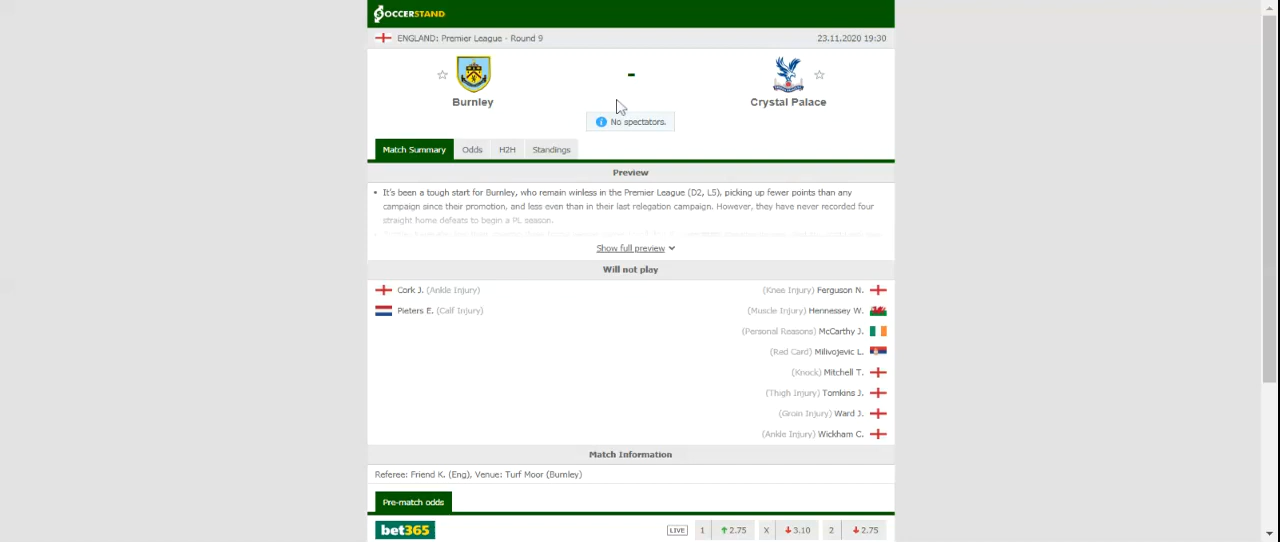 SOCCERSTAND
ENGLAND: Premier League - Round 9
23.11.2020 19:30
-
Burnley
Crystal Palace
No spectators.
Match Summary
Odds
H2H
Standings
Preview
It's been a tough start for Burnley, who remain winless in the Premier League (D2, L5), picking up fewer points than any
campaign since their promotion, and less even than in their last relegation campaign. However, they have never recorded four
straight home defeats to begin a PL season.
Show full preview
Will not play
Cork J. (Ankle Injury)
(Knee Injury) Ferguson N.
Pieters E. (Calf Injury)
(Muscle Injury) Hennessey W.
(Personal Reasons) McCarthy J.
(Red Card) Milivojevic L.
(Knock) Mitchell T.
(Thigh Injury) Tomkins J.
(Groin Injury) Ward J.
(Ankle Injury) Wickham C.
Match Information
Referee: Friend K. (Eng), Venue: Turf Moor (Burnley)
Pre-match odds
bet365
LIVE
1 2.75
X 3.10
2 2.75